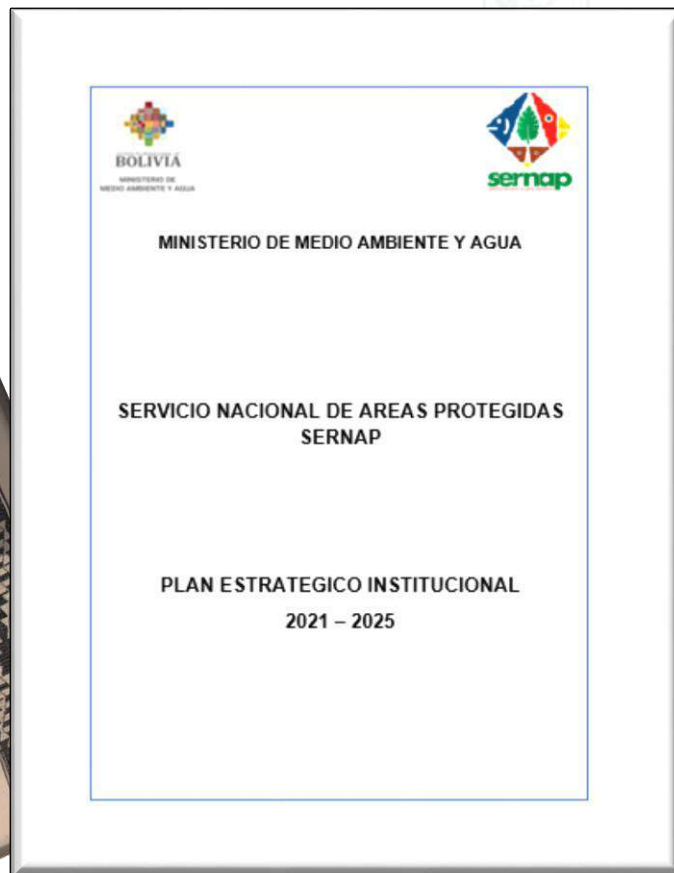 BOLIVIA
MINISTERIO DE
MEDIO AMBIENTE Y AGUA
sernap
MINISTERIO DE MEDIO AMBIENTE Y AGUA
SERVICIO NACIONAL DE AREAS PROTEGIDAS
SERNAP
PLAN ESTRATEGICO INSTITUCIONAL
2021 – 2025